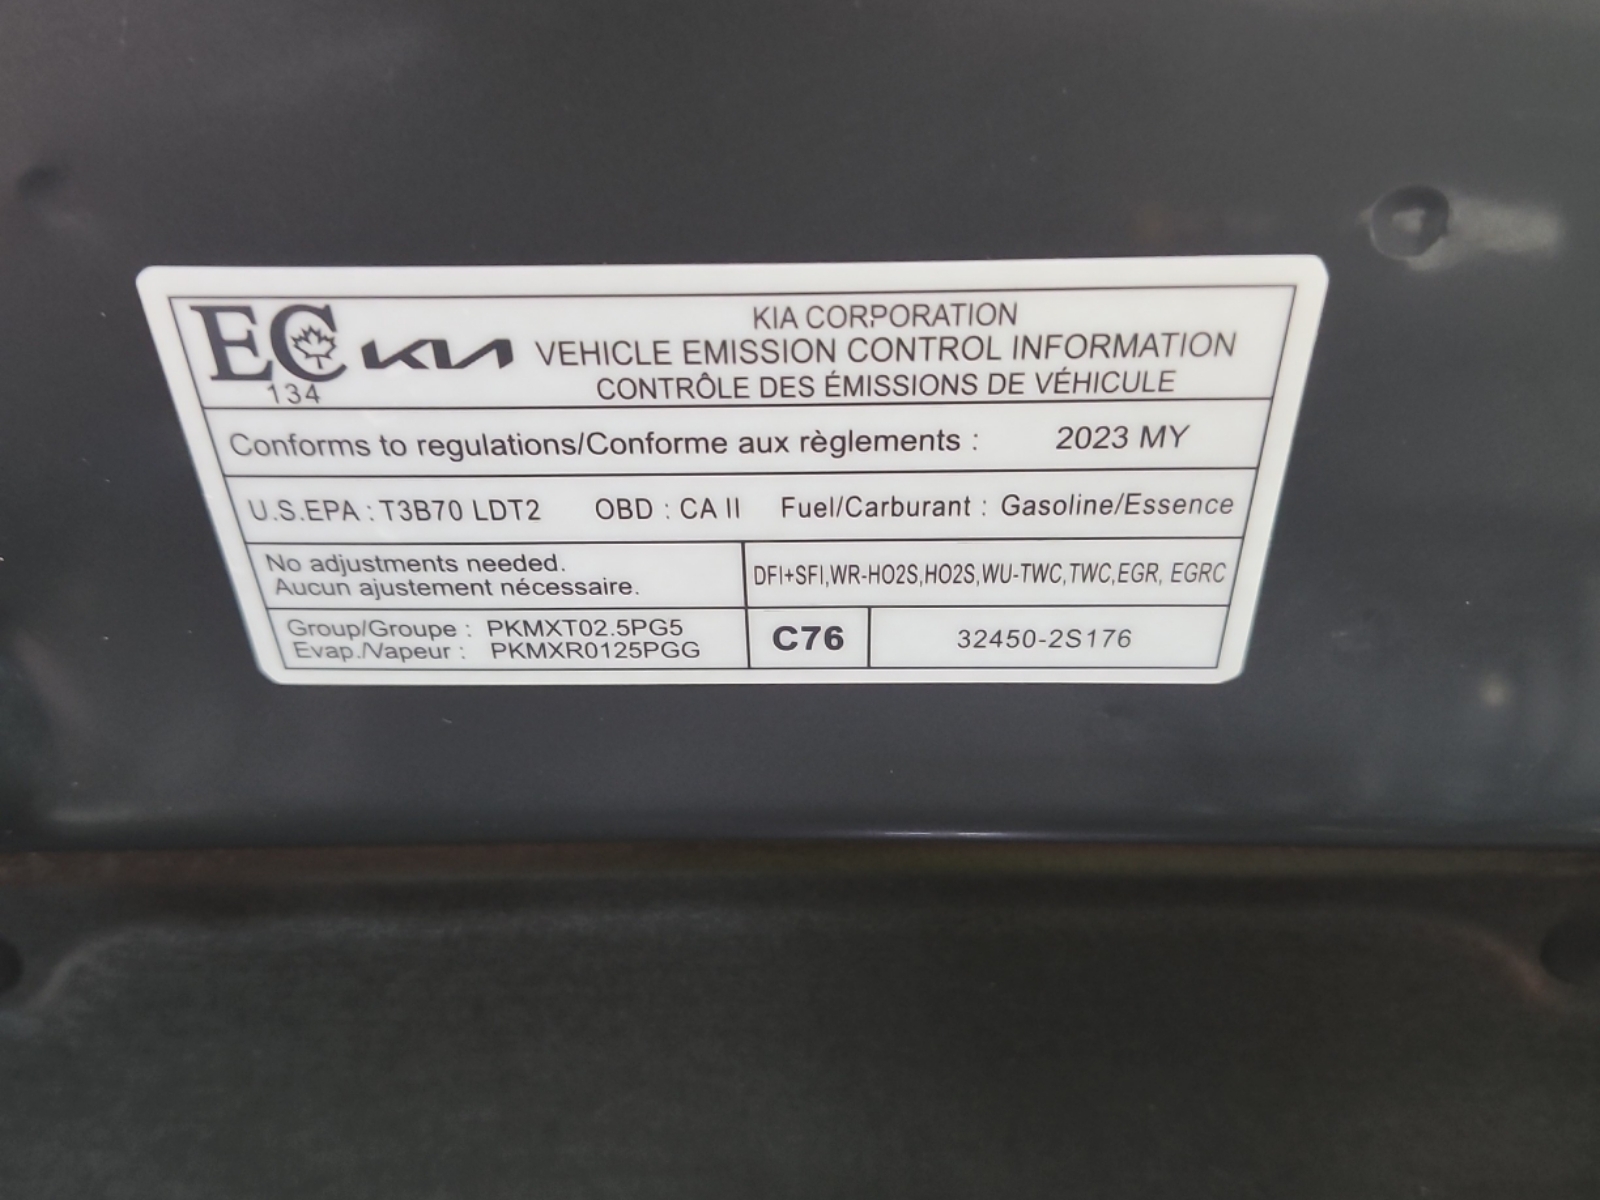 EC
134
KIA
KIA CORPORATION
VEHICLE EMISSION CONTROL INFORMATION
CONTRÔLE DES ÉMISSIONS DE VÉHICULE
Conforms to regulations/Conforme aux règlements : 2023 MY
U.S.EPA : T3B70 LDT2 OBD : CA II Fuel/Carburant : Gasoline/Essence
No adjustments needed.
Aucun ajustement nécessaire.
DFI+SFI,WR-HO2S,HO2S,WU-TWC,TWC,EGR, EGRC
Group/Groupe : PKMXT02.5PG5
Evap./Vapeur : PKMXR0125PGG
C76
32450-2S176